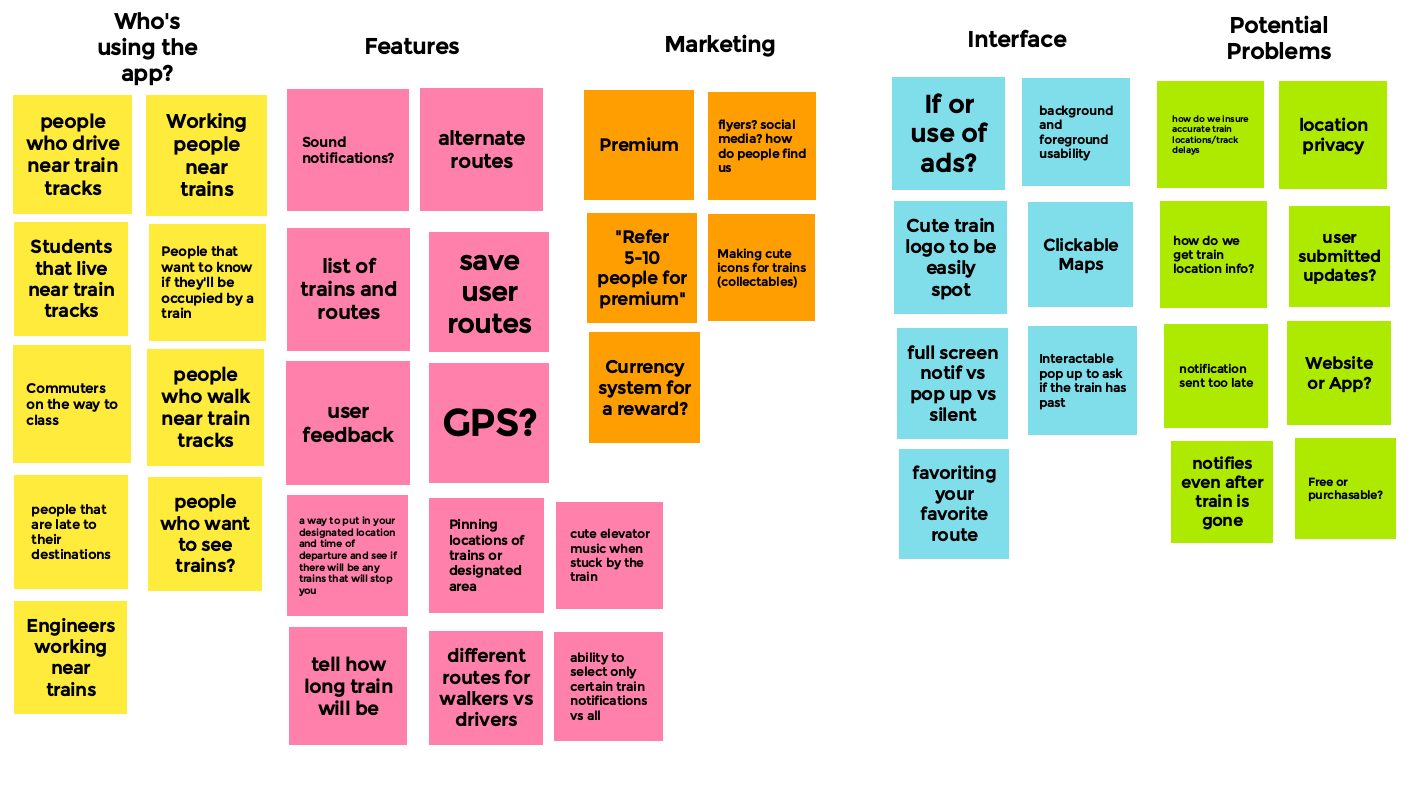 Who's
using the
app?
people
who drive
near train
tracks
Working
people
near
trains
Students
that live
near train
tracks
People that
want to know
if they'll be
occupied by a
train
Commuters
on the way to
class
people
who walk
near train
tracks
people that
are late to
their
destinations
people
who want
to see
trains?
Engineers
working
near
trains
Features
Sound
notifications?
alternate
routes
list of
trains and
routes
save
user
routes
user
feedback
GPS?
a way to put in your
designated location
and time of
departure and see if
there will be any
trains that will stop
you
Pinning
locations of
trains or
designated
area
cute elevator
music when
stuck by the
train
tell how
long train
will be
different
routes for
walkers vs
drivers
ability to
select only
certain train
notifications
vs all
Marketing
Premium
flyers? social
media? how
do people find
us
"Refer
5-10
people for
premium"
Making cute
icons for trains
(collectables)
Currency
system for
a reward?
Interface
If or
use of
ads?
background
and
foreground
usability
Cute train
logo to be
easily
spot
Clickable
Maps
full screen
notif vs
pop up vs
silent
Interactable
pop up to ask
if the train has
past
favoriting
your
favorite
route
Potential
Problems
how do we insure
accurate train
locations/track
delays
location
privacy
how do we
get train
location info?
user
submitted
updates?
notification
sent too late
Website
or App?
notifies
even after
train is
gone
Free or
purchasable?